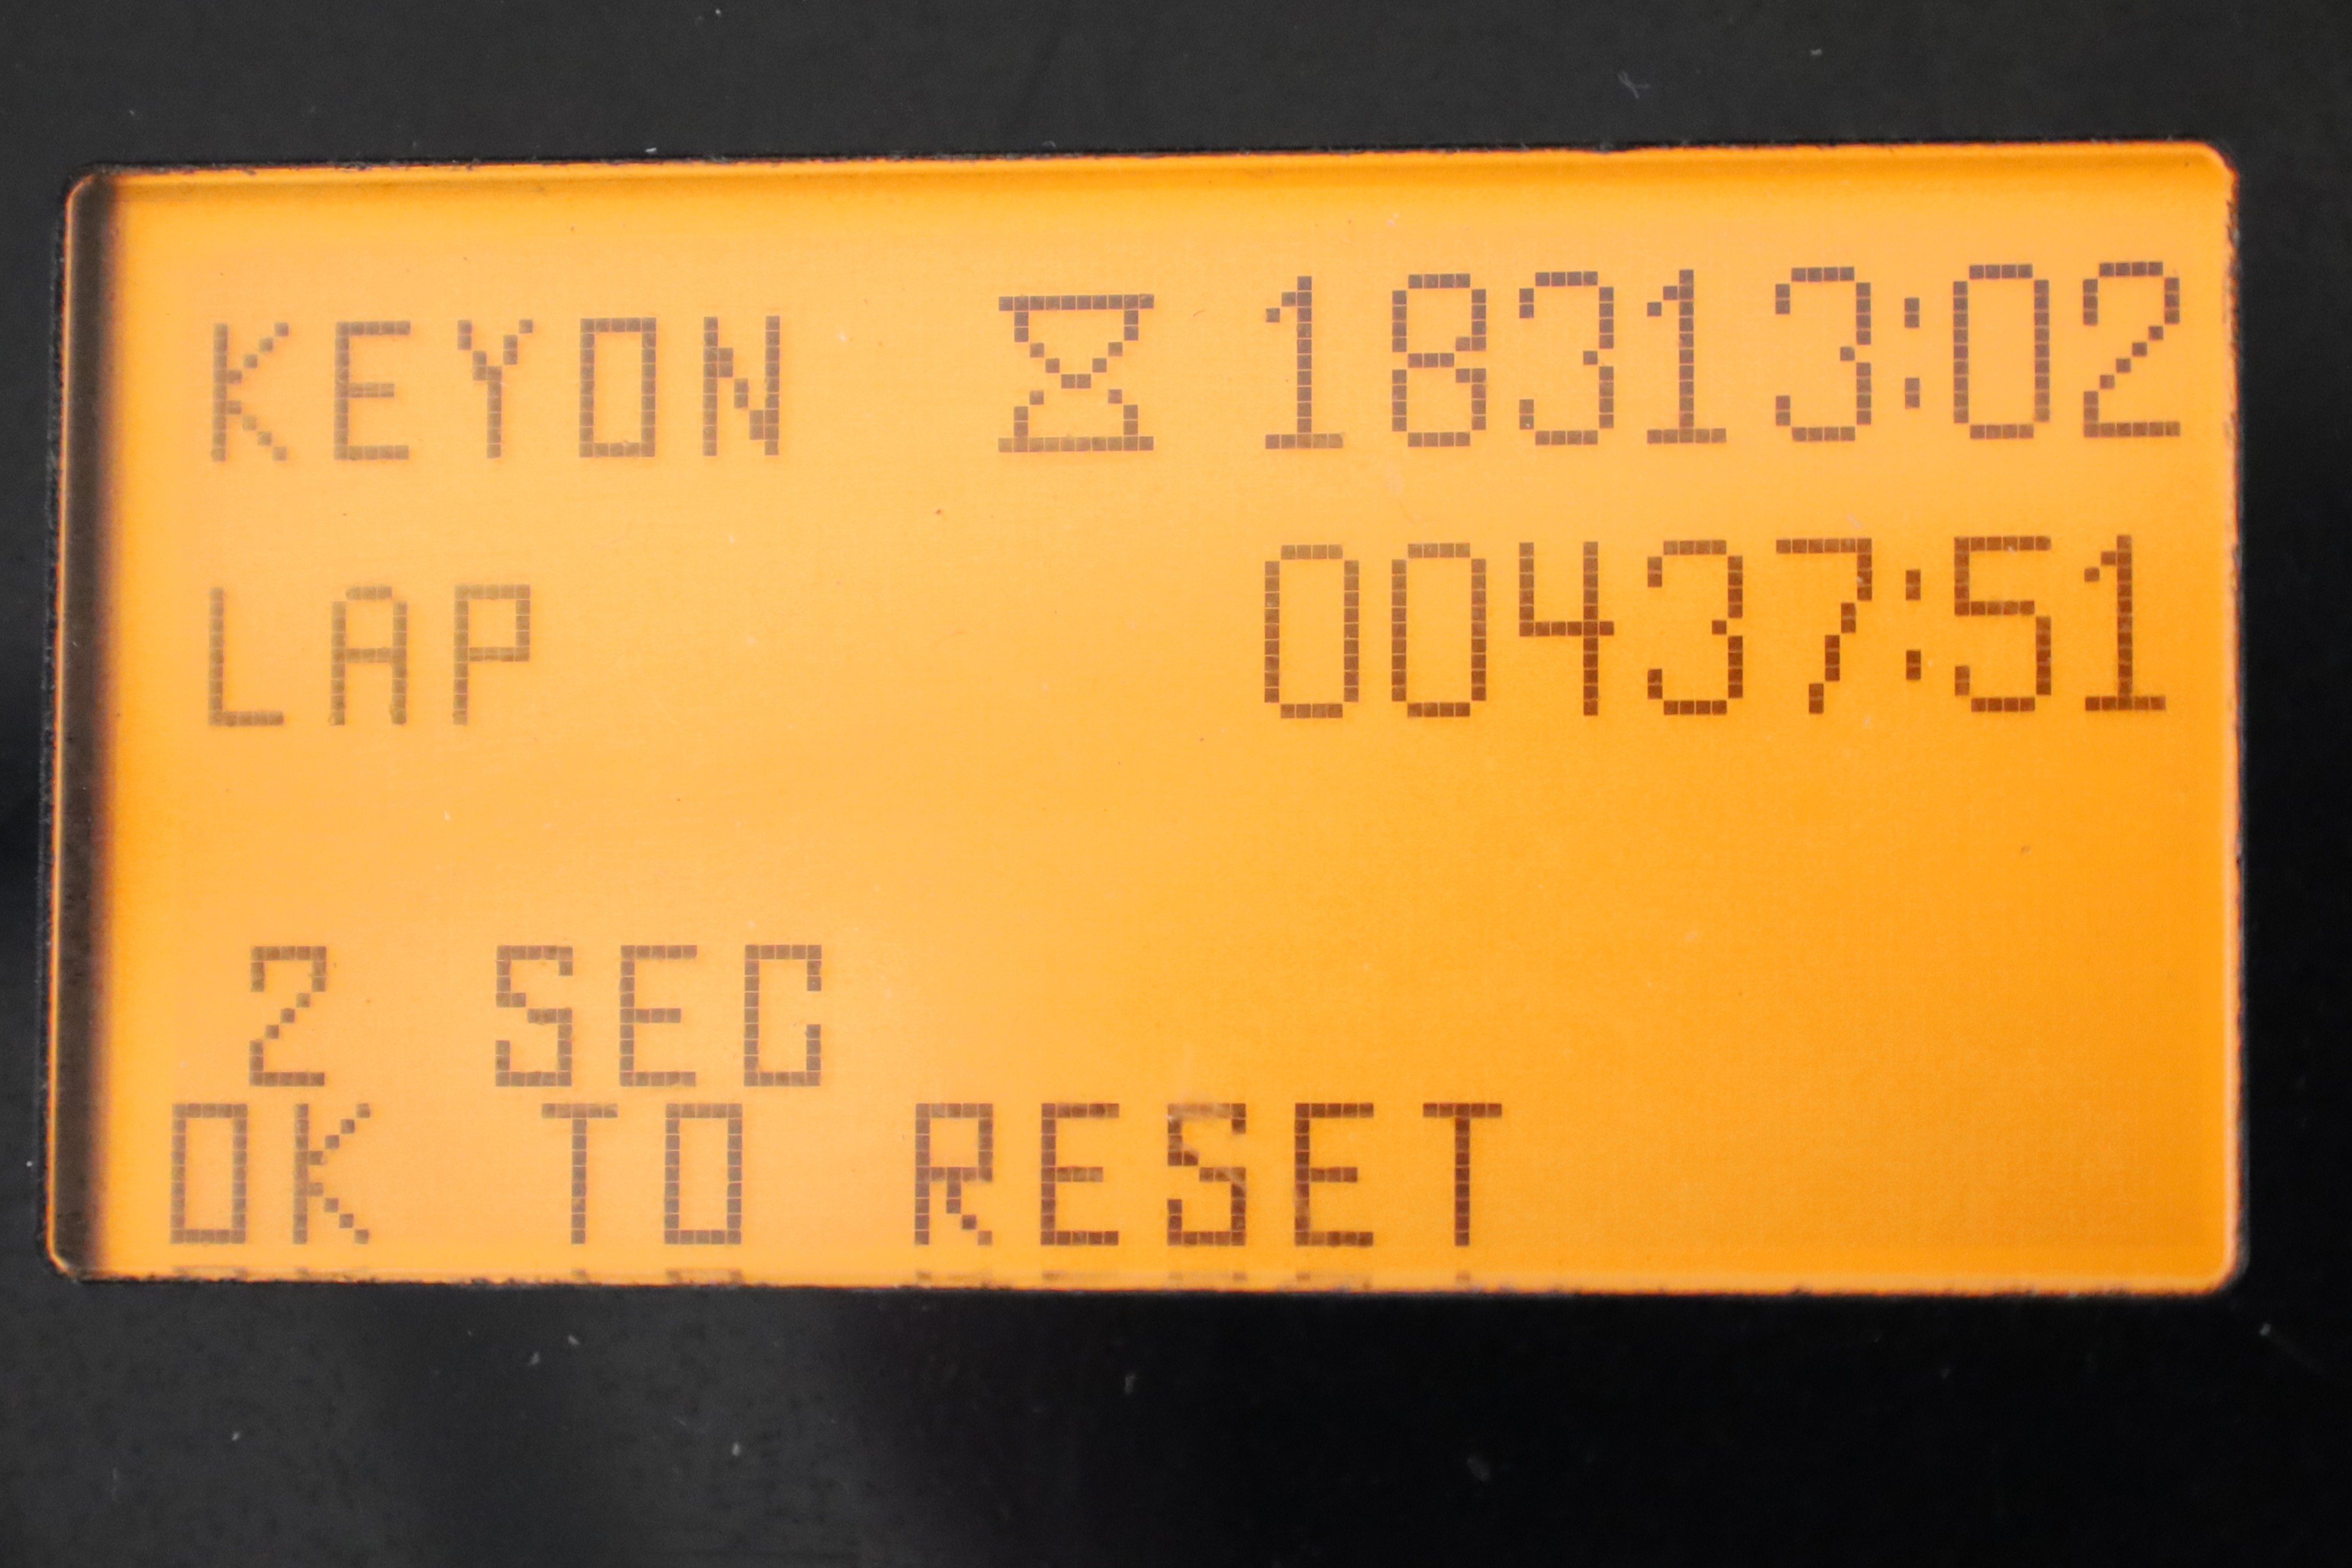 KEYON 18313:02
LAP 00437:51
2 SEC
OK TO RESET